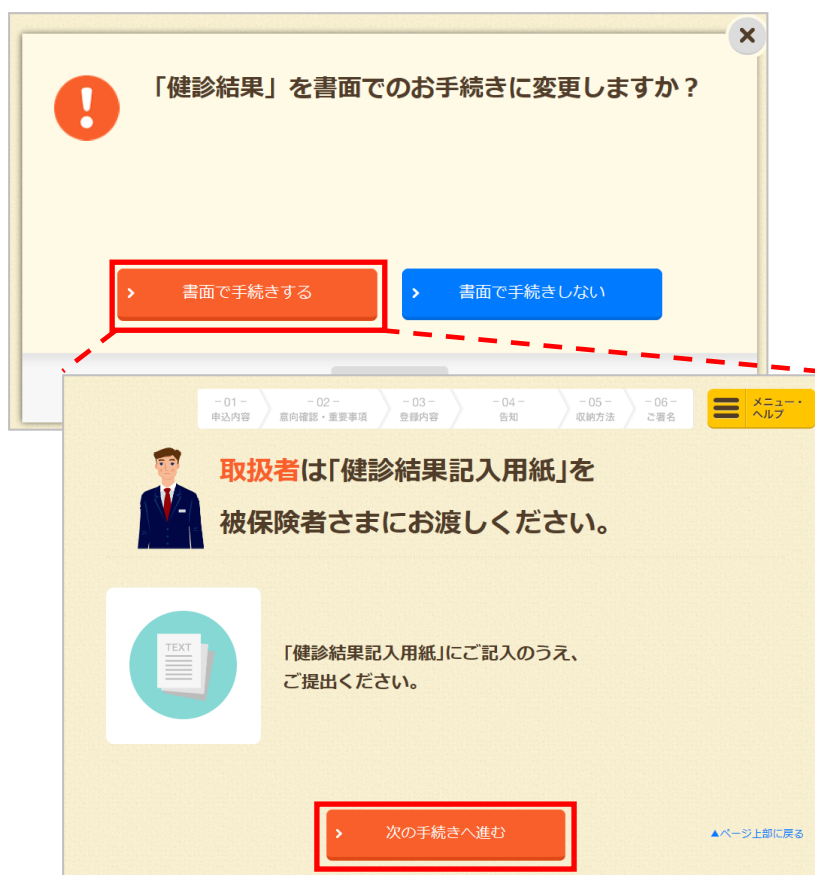 「健診結果」を書面でのお手続きに変更しますか？
書面で手続きする
書面で手続きしない
-01-
申込内容
-02-
意向確認・重要事項
-03-
登録内容
-04-
告知
-05-
収納方法
-06-
ご署名
メニュー・
ヘルプ
取扱者は「健診結果記入用紙」を
被保険者さまにお渡しください。
TEXT
「健診結果記入用紙」にご記入のうえ、
ご提出ください。
次の手続きへ進む
▲ページ上部に戻る